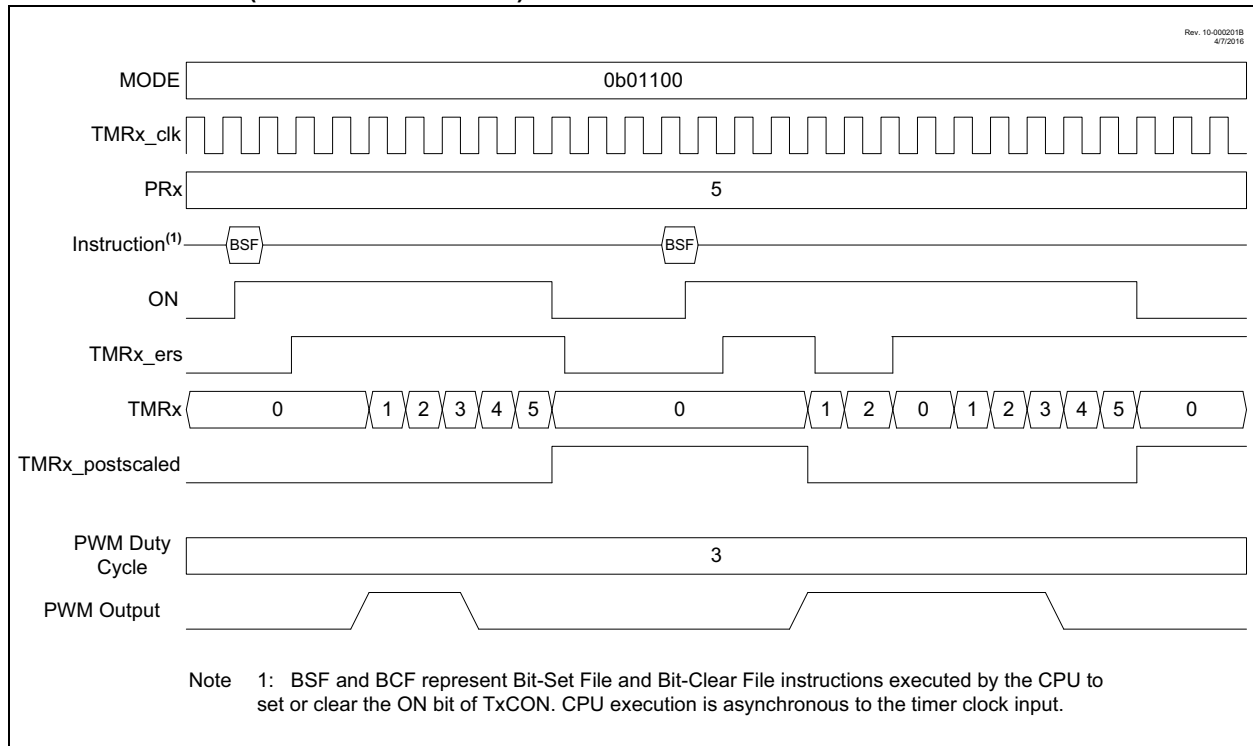 Rev. 10-000201B
4/7/2016
MODE
0b01100
TMRx_clk
PRx
5
Instruction(1)
BSF
BSF
ON
TMRx_ers
TMRx
0 1 2 3 4 5 0 1 2 0 1 2 3 4 5 0
TMRx_postscaled
PWM Duty
Cycle
3
PWM Output
Note 1: BSF and BCF represent Bit-Set File and Bit-Clear File instructions executed by the CPU to
set or clear the ON bit of TxCON. CPU execution is asynchronous to the timer clock input.